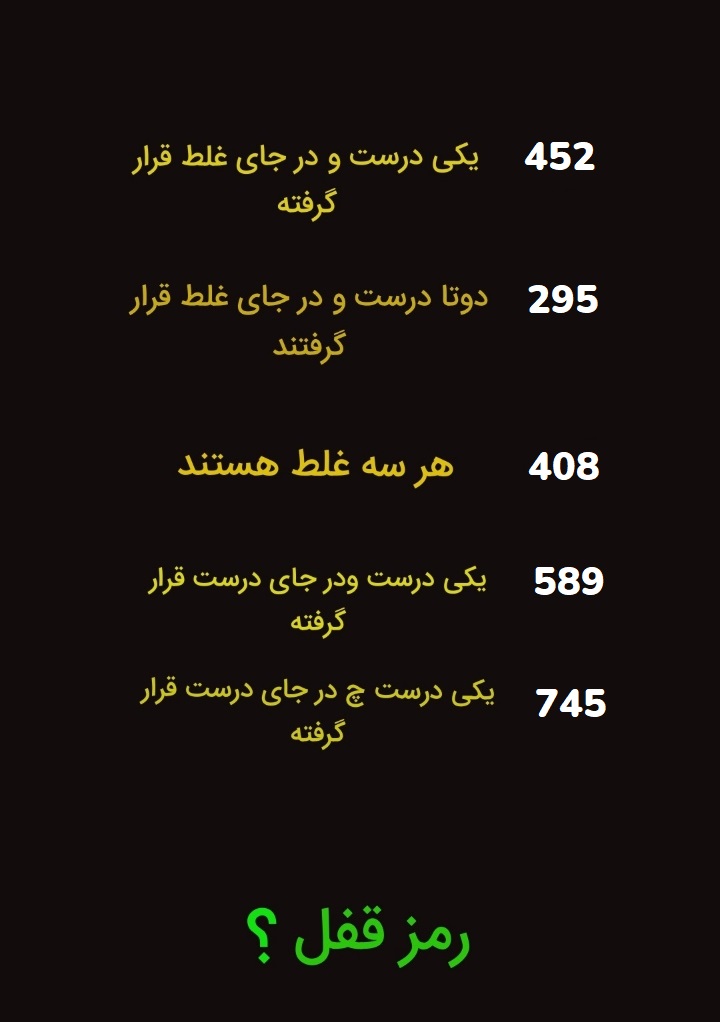 452 یکی درست و در جای غلط قرار
گرفته
295 دوتا درست و در جای غلط قرار
گرفتند
408 هر سه غلط هستند
589 یکی درست ودر جای درست قرار
گرفته
745 یکی درست چ در جای درست قرار
گرفته
رمز قفل ؟